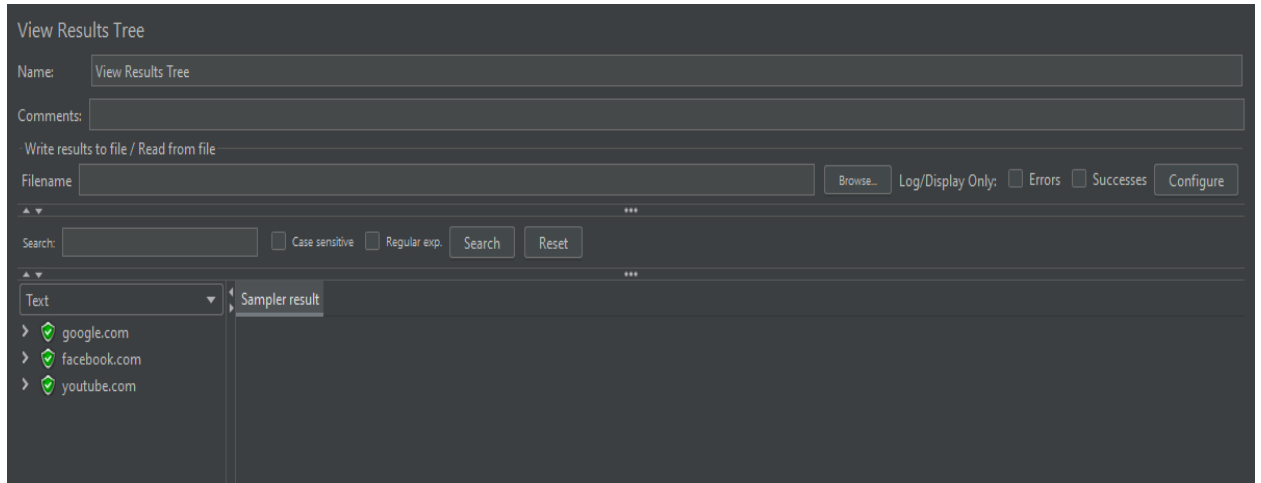 View Results Tree
Name: View Results Tree
Comments:
Write results to file / Read from file
Filename Browse... Log/Display Only: Errors Successes Configure
Search: Case sensitive Regular exp. Search Reset
Text Sampler result
google.com
facebook.com
youtube.com